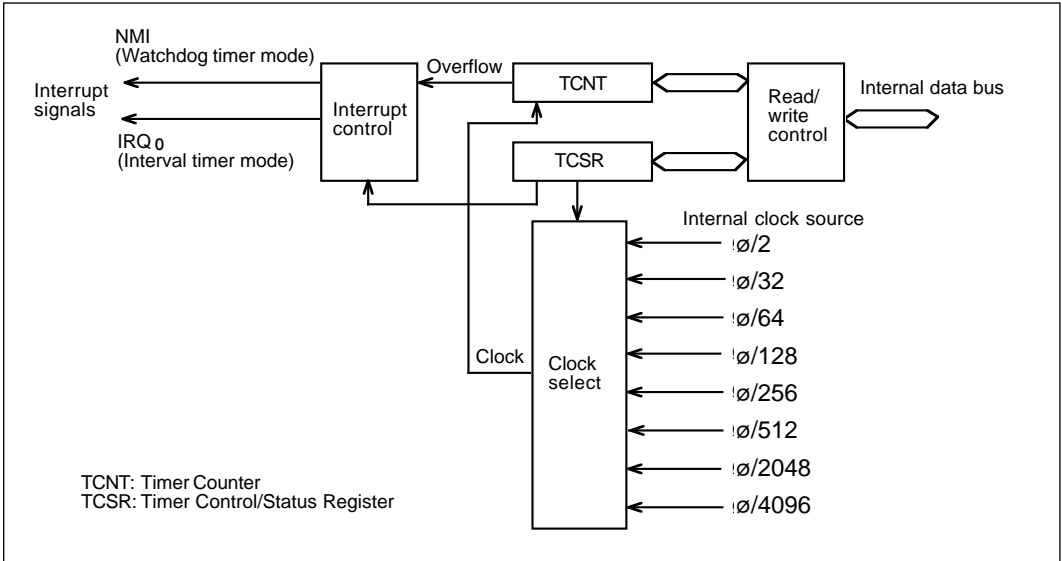 NMI
(Watchdog timer mode)
Interrupt
signals
IRQ0
(Interval timer mode)
Interrupt
control
Overflow
TCNT
TCSR
Read/
write
control
Internal data bus
Internal clock source
ø/2
ø/32
ø/64
ø/128
ø/256
ø/512
ø/2048
ø/4096
Clock
Clock
select
TCNT: Timer Counter
TCSR: Timer Control/Status Register